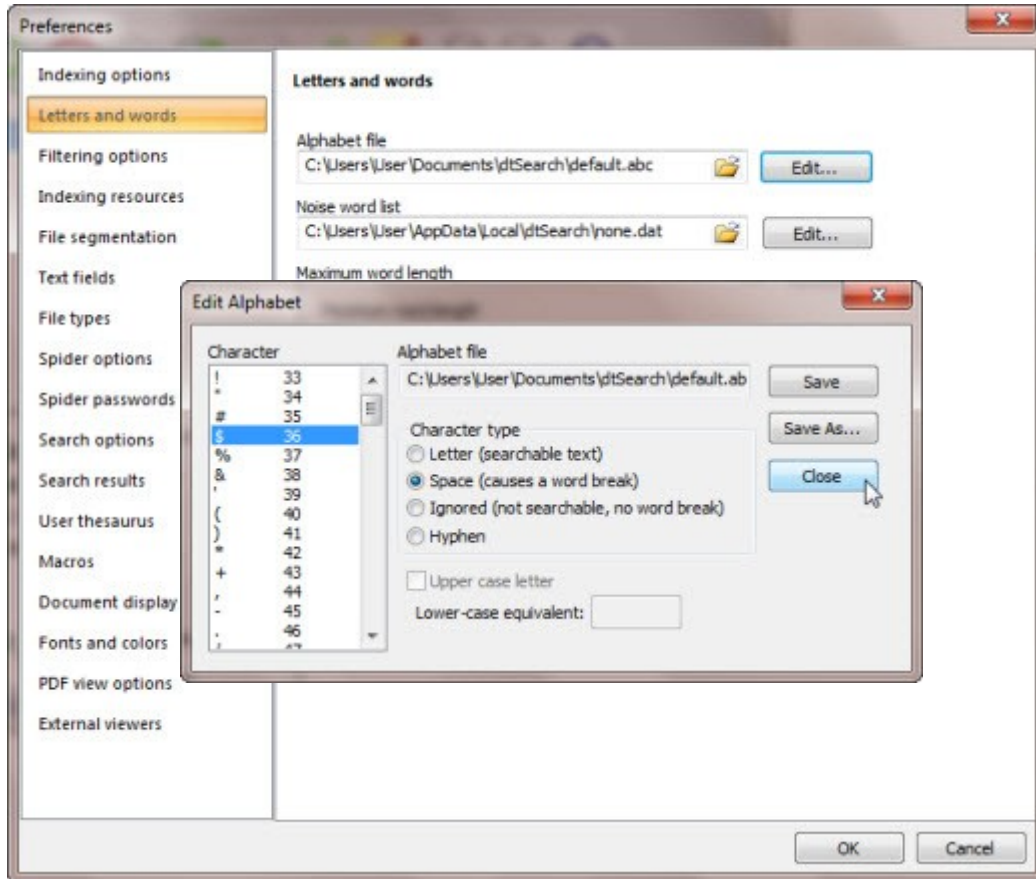 Preferences
Indexing options
Letters and words
Filtering options
Indexing resources
File segmentation
Text fields
File types
Spider options
Spider passwords
Search options
Search results
User thesaurus
Macros
Document display
Fonts and colors
PDF view options
External viewers
Letters and words
Alphabet file
C:\Users\User\Documents\dtSearch\default.abc Edit...
Noise word list
C:\Users\User\AppData\Local\dtSearch\none.dat Edit...
Maximum word length
Edit Alphabet
Character
! 33
" 34
# 35
$ 36
% 37
& 38
' 39
( 40
) 41
* 42
+ 43
, 44
- 45
. 46
/ 47
Alphabet file
C:\Users\User\Documents\dtSearch\default.ab
Character type
Letter (searchable text)
Space (causes a word break)
Ignored (not searchable, no word break)
Hyphen
Upper case letter
Lower-case equivalent:
Save
Save As...
Close
OK Cancel